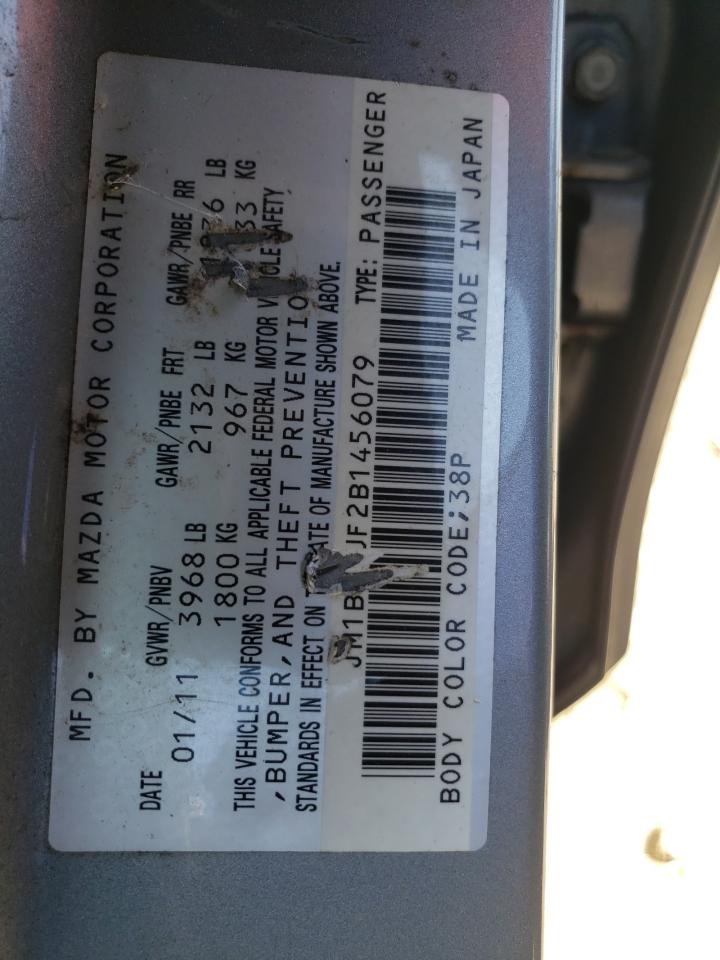 MFD. BY MAZDA MOTOR CORPORATION
DATE GVWR/PNBV GAWR/PNBE FRT GAWR/PNBE RR
01/11 3968 LB 2132 LB LB
1800 KG 967 KG KG
THIS VEHICLE CONFORMS TO ALL APPLICABLE FEDERAL MOTOR VEHICLE SAFETY
,BUMPER,AND THEFT PREVENTIO
STANDARDS IN EFFECT ON DATE OF MANUFACTURE SHOWN ABOVE.
TYPE: PASSENGER
BODY COLOR CODE;38P MADE IN JAPAN